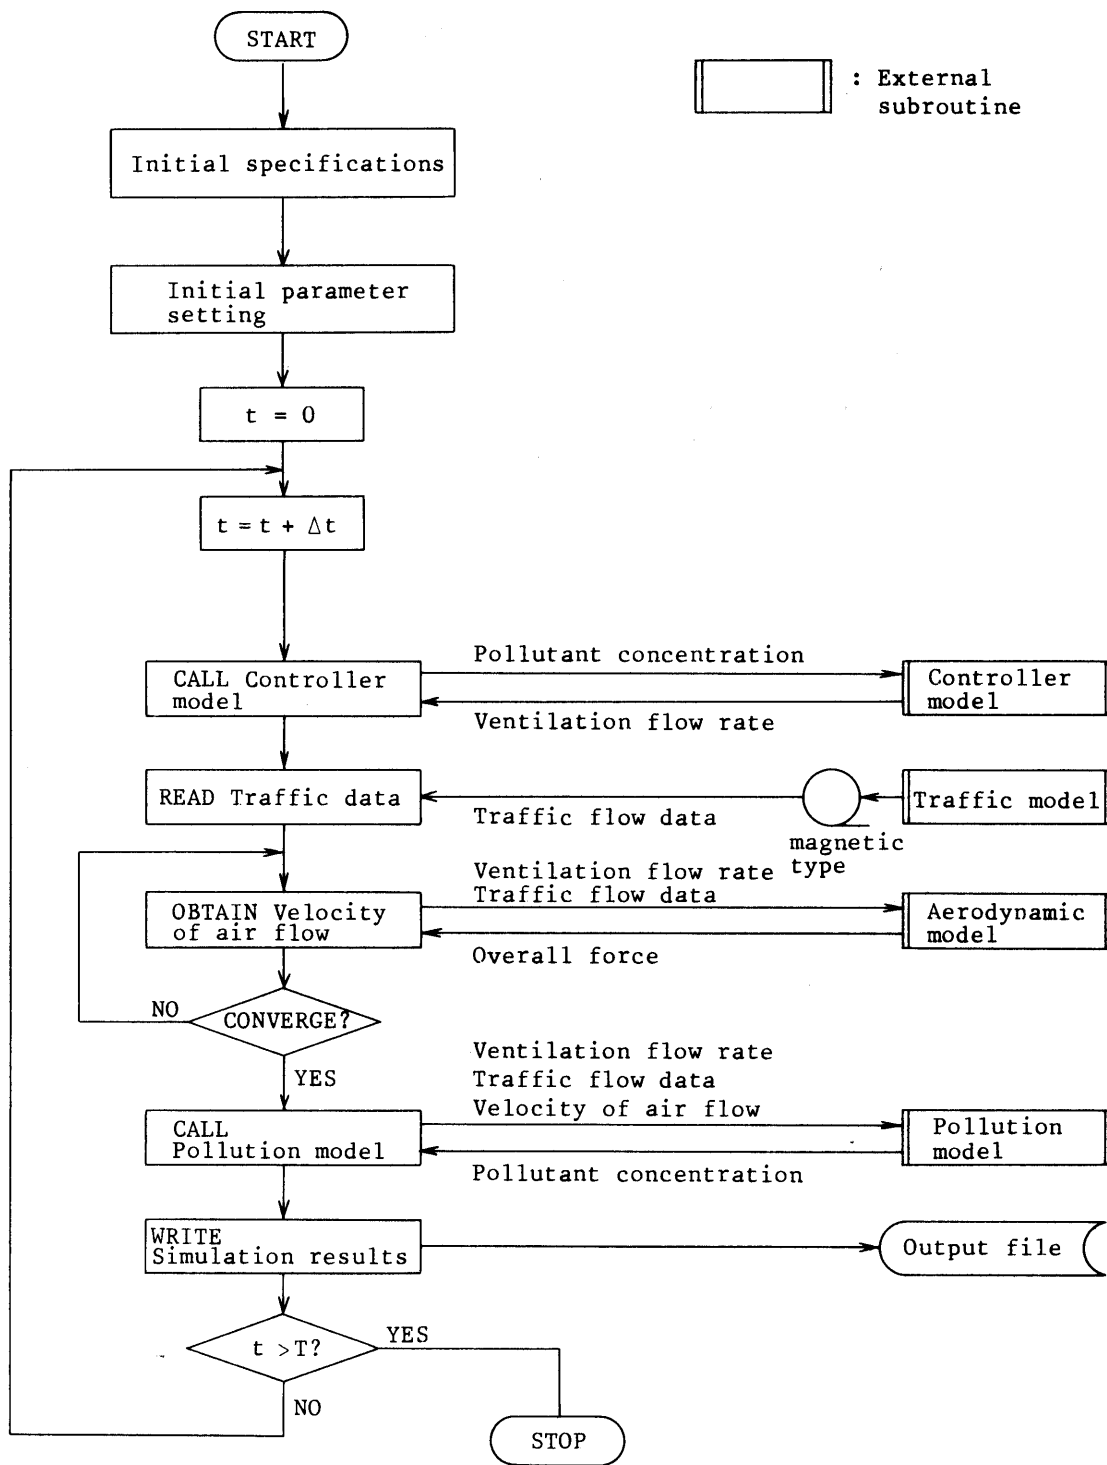 START
: External
subroutine
Initial specifications
Initial parameter
setting
t = 0
t = t + Δt
Pollutant concentration
CALL Controller
model
Controller
model
Ventilation flow rate
READ Traffic data
Traffic model
Traffic flow data
magnetic
type
Ventilation flow rate
Traffic flow data
OBTAIN Velocity
of air flow
Aerodynamic
model
Overall force
NO
CONVERGE?
YES
Ventilation flow rate
Traffic flow data
Velocity of air flow
CALL
Pollution model
Pollution
model
Pollutant concentration
WRITE
Simulation results
Output file
t >T?
YES
NO
STOP